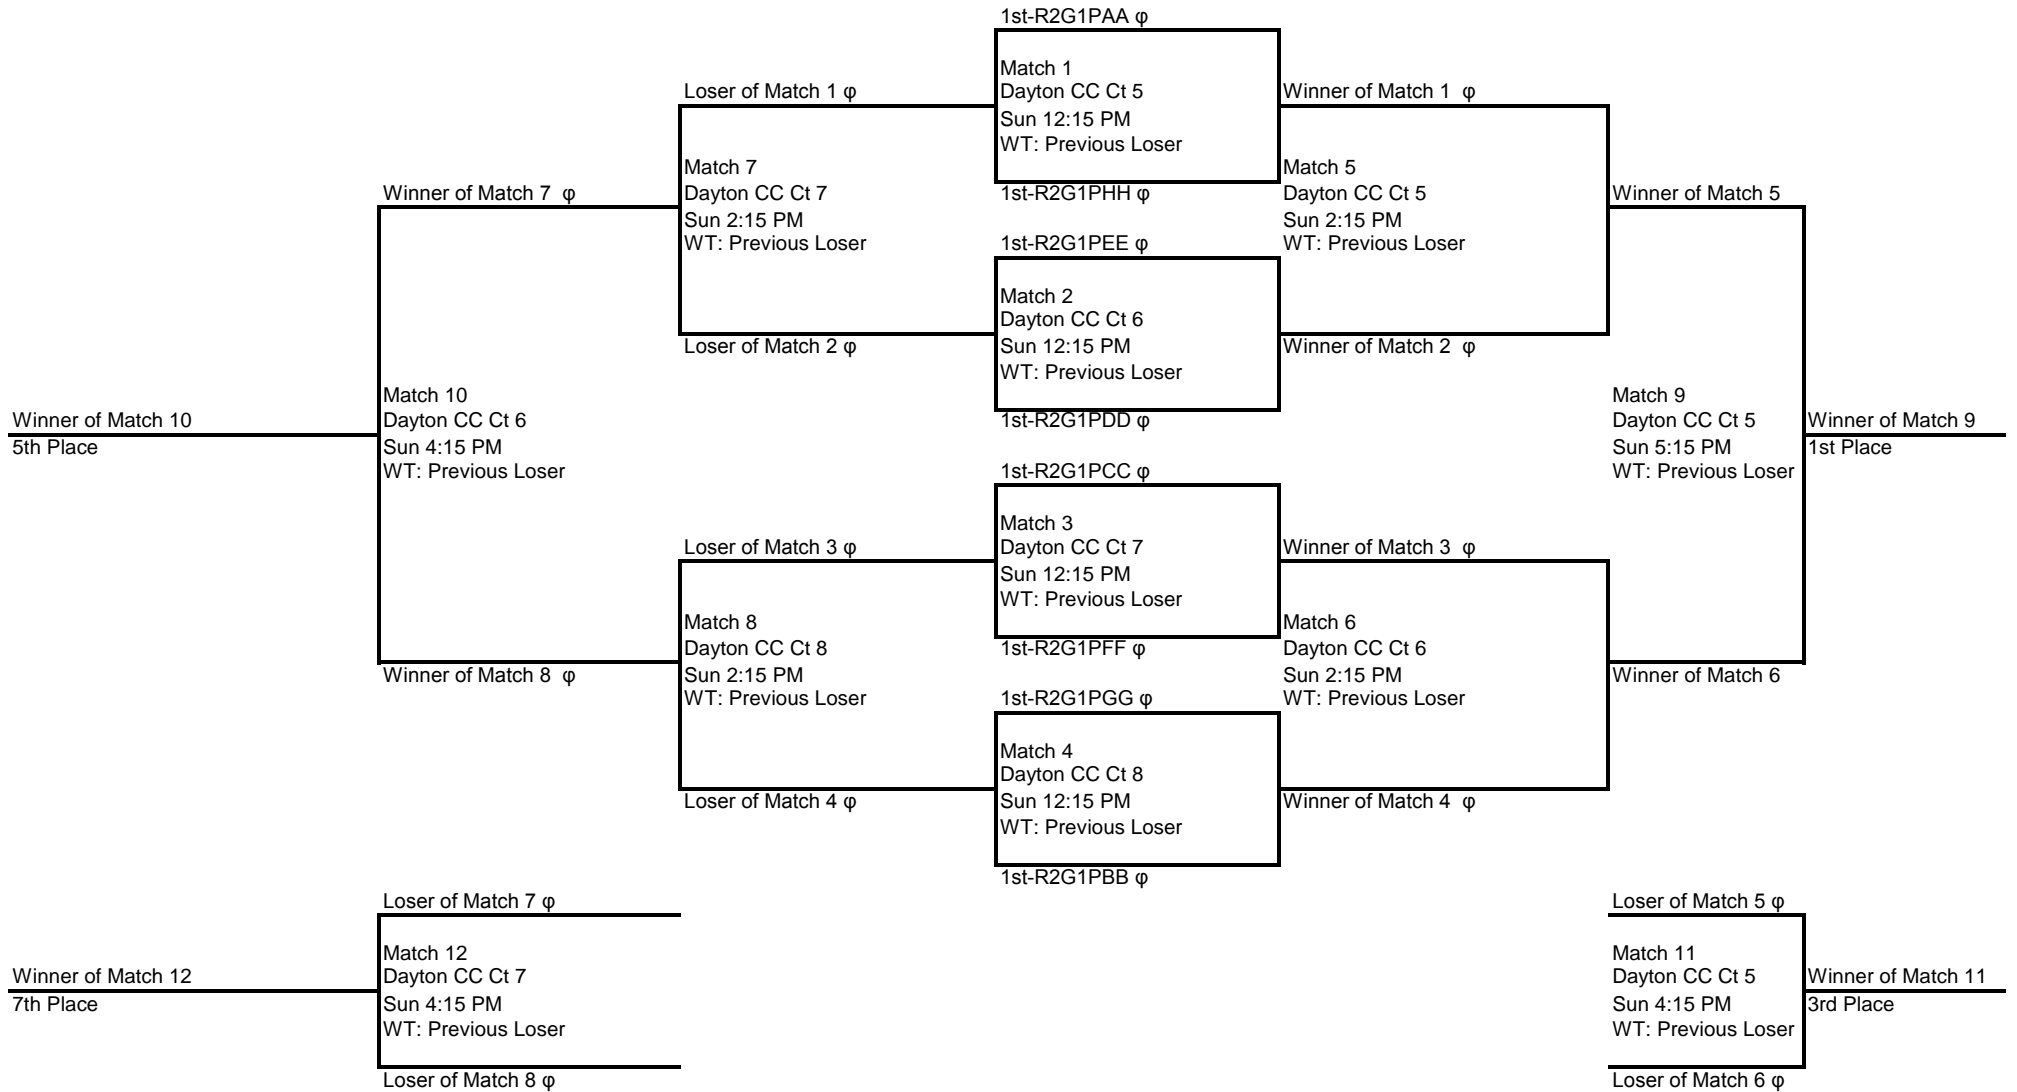 1st-R2G1PAA φ
Match 1
Dayton CC Ct 5
Sun 12:15 PM
WT: Previous Loser
1st-R2G1PHH φ
Loser of Match 1 φ
Winner of Match 1 φ
Match 7
Dayton CC Ct 7
Sun 2:15 PM
WT: Previous Loser
Match 5
Dayton CC Ct 5
Sun 2:15 PM
WT: Previous Loser
Winner of Match 7 φ
Winner of Match 5
1st-R2G1PEE φ
Match 2
Dayton CC Ct 6
Sun 12:15 PM
WT: Previous Loser
1st-R2G1PDD φ
Loser of Match 2 φ
Winner of Match 2 φ
Winner of Match 10
5th Place
Match 10
Dayton CC Ct 6
Sun 4:15 PM
WT: Previous Loser
Match 9
Dayton CC Ct 5
Sun 5:15 PM
WT: Previous Loser
Winner of Match 9
1st Place
1st-R2G1PCC φ
Match 3
Dayton CC Ct 7
Sun 12:15 PM
WT: Previous Loser
1st-R2G1PFF φ
Loser of Match 3 φ
Winner of Match 3 φ
Match 8
Dayton CC Ct 8
Sun 2:15 PM
WT: Previous Loser
Match 6
Dayton CC Ct 6
Sun 2:15 PM
WT: Previous Loser
Winner of Match 8 φ
Winner of Match 6
1st-R2G1PGG φ
Match 4
Dayton CC Ct 8
Sun 12:15 PM
WT: Previous Loser
1st-R2G1PBB φ
Loser of Match 4 φ
Winner of Match 4 φ
Loser of Match 7 φ
Match 12
Dayton CC Ct 7
Sun 4:15 PM
WT: Previous Loser
Loser of Match 8 φ
Winner of Match 12
7th Place
Loser of Match 5 φ
Match 11
Dayton CC Ct 5
Sun 4:15 PM
WT: Previous Loser
Loser of Match 6 φ
Winner of Match 11
3rd Place